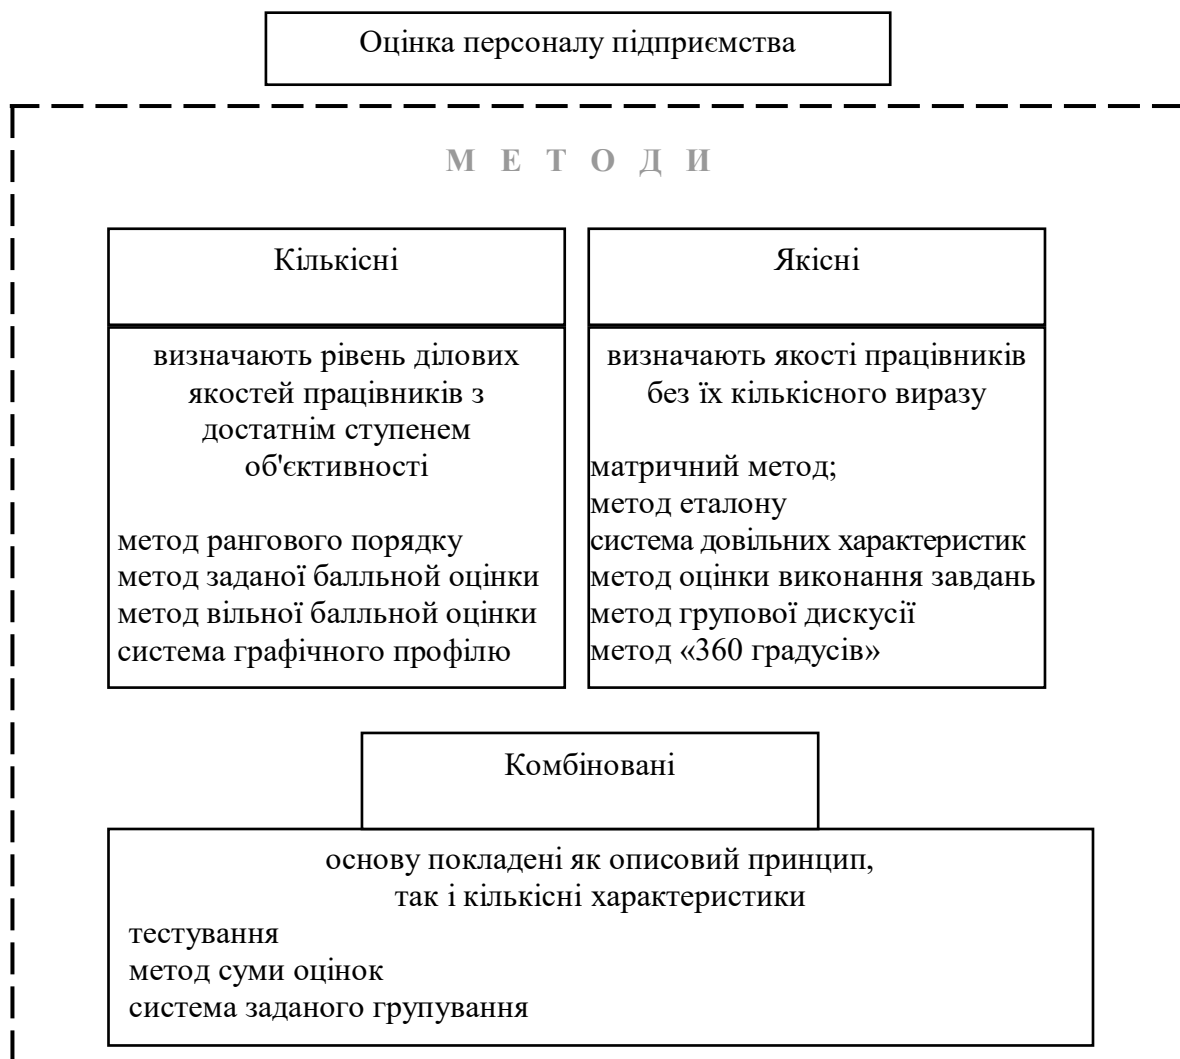 Оцінка персоналу підприємства
М Е Т О Д И
Кількісні
визначають рівень ділових
якостей працівників з
достатнім ступенем
об'єктивності
метод рангового порядку
метод заданої балльной оцінки
метод вільної балльной оцінки
система графічного профілю
Якісні
визначають якості працівників
без їх кількісного виразу
матричний метод;
метод еталону
система довільних характеристик
метод оцінки виконання завдань
метод групової дискусії
метод «360 градусів»
Комбіновані
основу покладені як описовий принцип,
так і кількісні характеристики
тестування
метод суми оцінок
система заданого групування